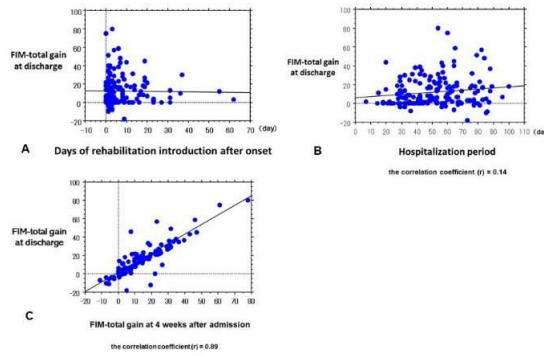 FIM-total gain
at discharge
100
80
60
40
20
0
-20
-10 0 10 20 30 40 50 60 70 (day)
A Days of rehabilitation introduction after onset
FIM-total gain
at discharge
100
80
60
40
20
0
-20
0 10 20 30 40 50 60 70 80 90 100 110 (da
B Hospitalization period
the correlation coefficient (r) = 0.14
FIM-total gain
at discharge
100
80
60
40
20
0
-20
-20 -10 0 10 20 30 40 50 60 70 80
C FIM-total gain at 4 weeks after admission
the correlation coefficient(r) = 0.89